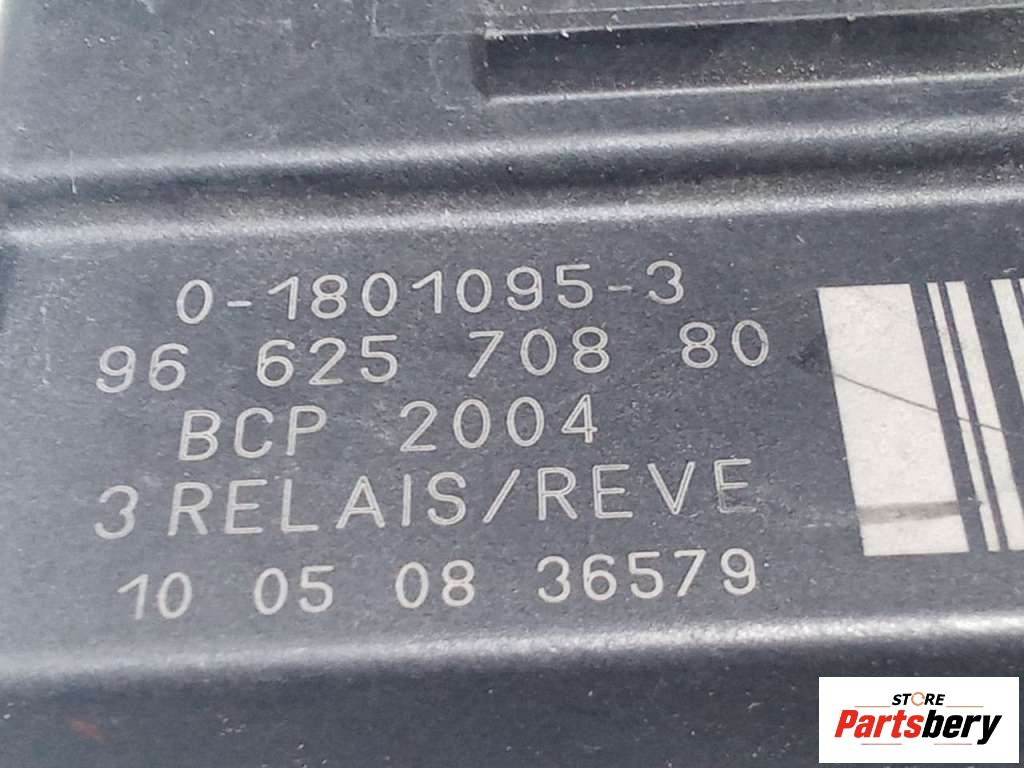 0-1801095-3
96 625 708 80
BCP 2004
3 RELAIS/REVE
10 05 08 36579
STORE
Partsbery